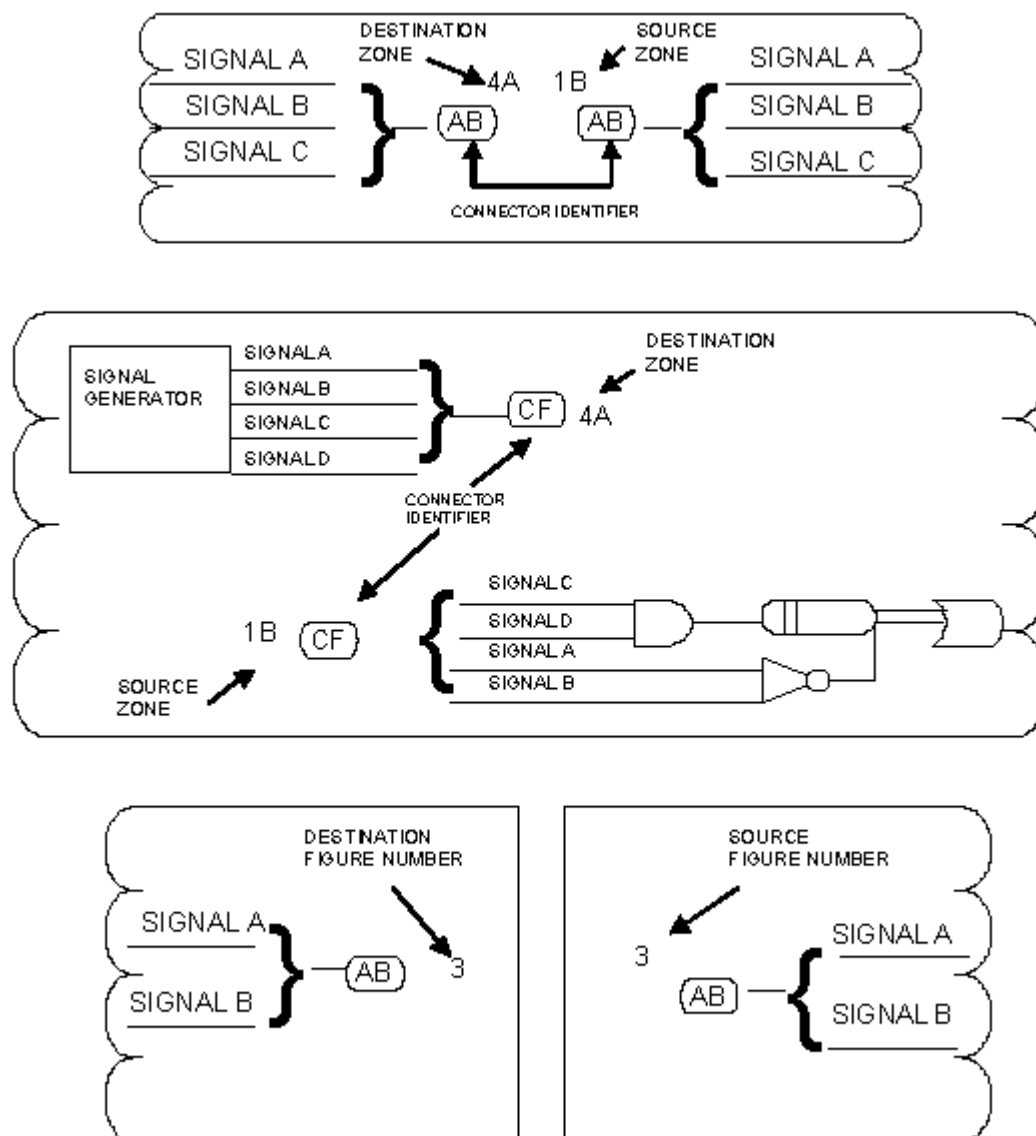 DESTINATION
ZONE
SOURCE
ZONE
SIGNAL A
SIGNAL B
SIGNAL C
4A
1B
AB
AB
SIGNAL A
SIGNAL B
SIGNAL C
CONNECTOR IDENTIFIER
SIGNAL
GENERATOR
SIGNAL A
SIGNAL B
SIGNAL C
SIGNAL D
CF
4A
DESTINATION
ZONE
CONNECTOR
IDENTIFIER
1B
CF
SOURCE
ZONE
SIGNAL C
SIGNAL D
SIGNAL A
SIGNAL B
DESTINATION
FIGURE NUMBER
SIGNAL A
SIGNAL B
AB
3
SOURCE
FIGURE NUMBER
3
AB
SIGNAL A
SIGNAL B